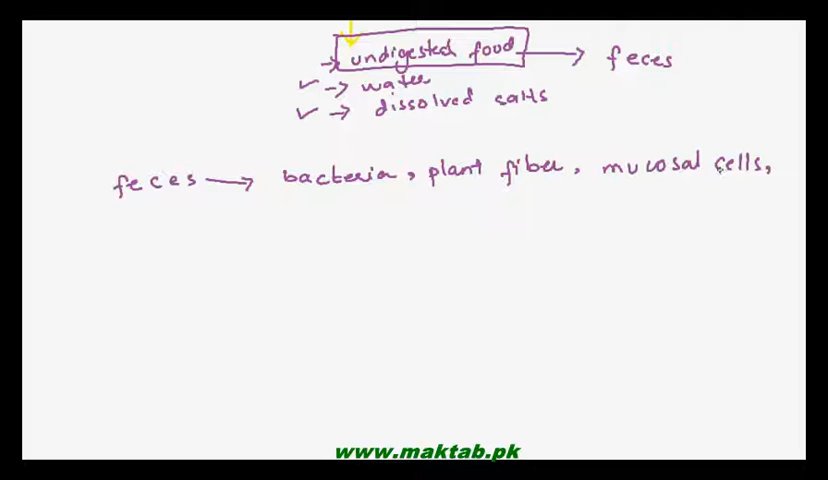 → undigested food → feces
✓ → water
✓ → dissolved salts
feces → bacteria, plant fiber, mucosal cells,
www.maktab.pk